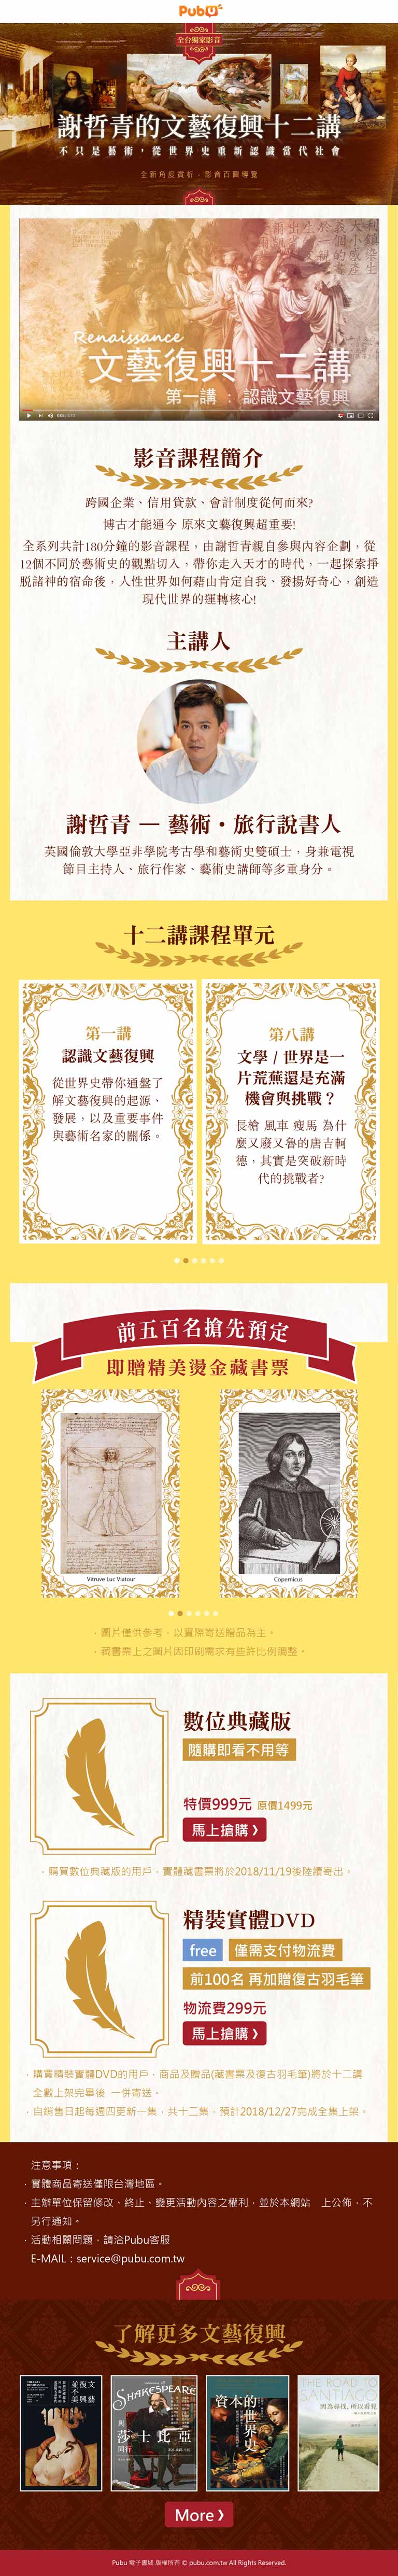 PubU
全台獨家影音
謝哲青的文藝復興十二講
不只是藝術，從世界史重新認識當代社會
全新角度賞析．影音百圖導覽
Renaissance
文藝復興十二講
第一講：認識文藝復興
影音課程簡介
跨國企業、信用貸款、會計制度從何而來?
博古才能通今 原來文藝復興超重要!
全系列共計180分鐘的影音課程，由謝哲青親自參與內容企劃，從
12個不同於藝術史的觀點切入，帶你走入天才的時代，一起探索掙
脫諸神的宿命後，人性世界如何藉由肯定自我、發揚好奇心，創造
現代世界的運轉核心!
主講人
謝哲青 — 藝術・旅行說書人
英國倫敦大學亞非學院考古學和藝術史雙碩士，身兼電視
節目主持人、旅行作家、藝術史講師等多重身分。
十二講課程單元
第一講
認識文藝復興
從世界史帶你通盤了
解文藝復興的起源、
發展，以及重要事件
與藝術名家的關係。
第八講
文學 / 世界是一
片荒蕪還是充滿
機會與挑戰？
長槍 風車 瘦馬 為什
麼又廢又魯的唐吉軻
德，其實是突破新時
代的挑戰者?
前五百名搶先預定
即贈精美燙金藏書票
Vitruve Luc Viatour
Copernicus
．圖片僅供參考，以實際寄送贈品為主。
．藏書票上之圖片因印刷需求有些許比例調整。
數位典藏版
隨購即看不用等
特價999元 原價1499元
馬上搶購 ❯
．購買數位典藏版的用戶，實體藏書票將於2018/11/19後陸續寄出。
精裝實體DVD
free 僅需支付物流費
前100名 再加贈復古羽毛筆
物流費299元
馬上搶購 ❯
．購買精裝實體DVD的用戶，商品及贈品(藏書票及復古羽毛筆)將於十二講
全數上架完畢後 一併寄送。
．自銷售日起每週四更新一集，共十二集，預計2018/12/27完成全集上架。
注意事項：
．實體商品寄送僅限台灣地區。
．主辦單位保留修改、終止、變更活動內容之權利，並於本網站 上公佈，不
另行通知。
．活動相關問題，請洽Pubu客服
E-MAIL：service@pubu.com.tw
了解更多文藝復興
文藝復興並不美
SHAKESPEARE
與莎士比亞同行
資本的世界史
THE ROAD TO SANTIAGO
因為尋找，所以看見
More ❯
Pubu 電子書城 版權所有 © pubu.com.tw All Rights Reserved.